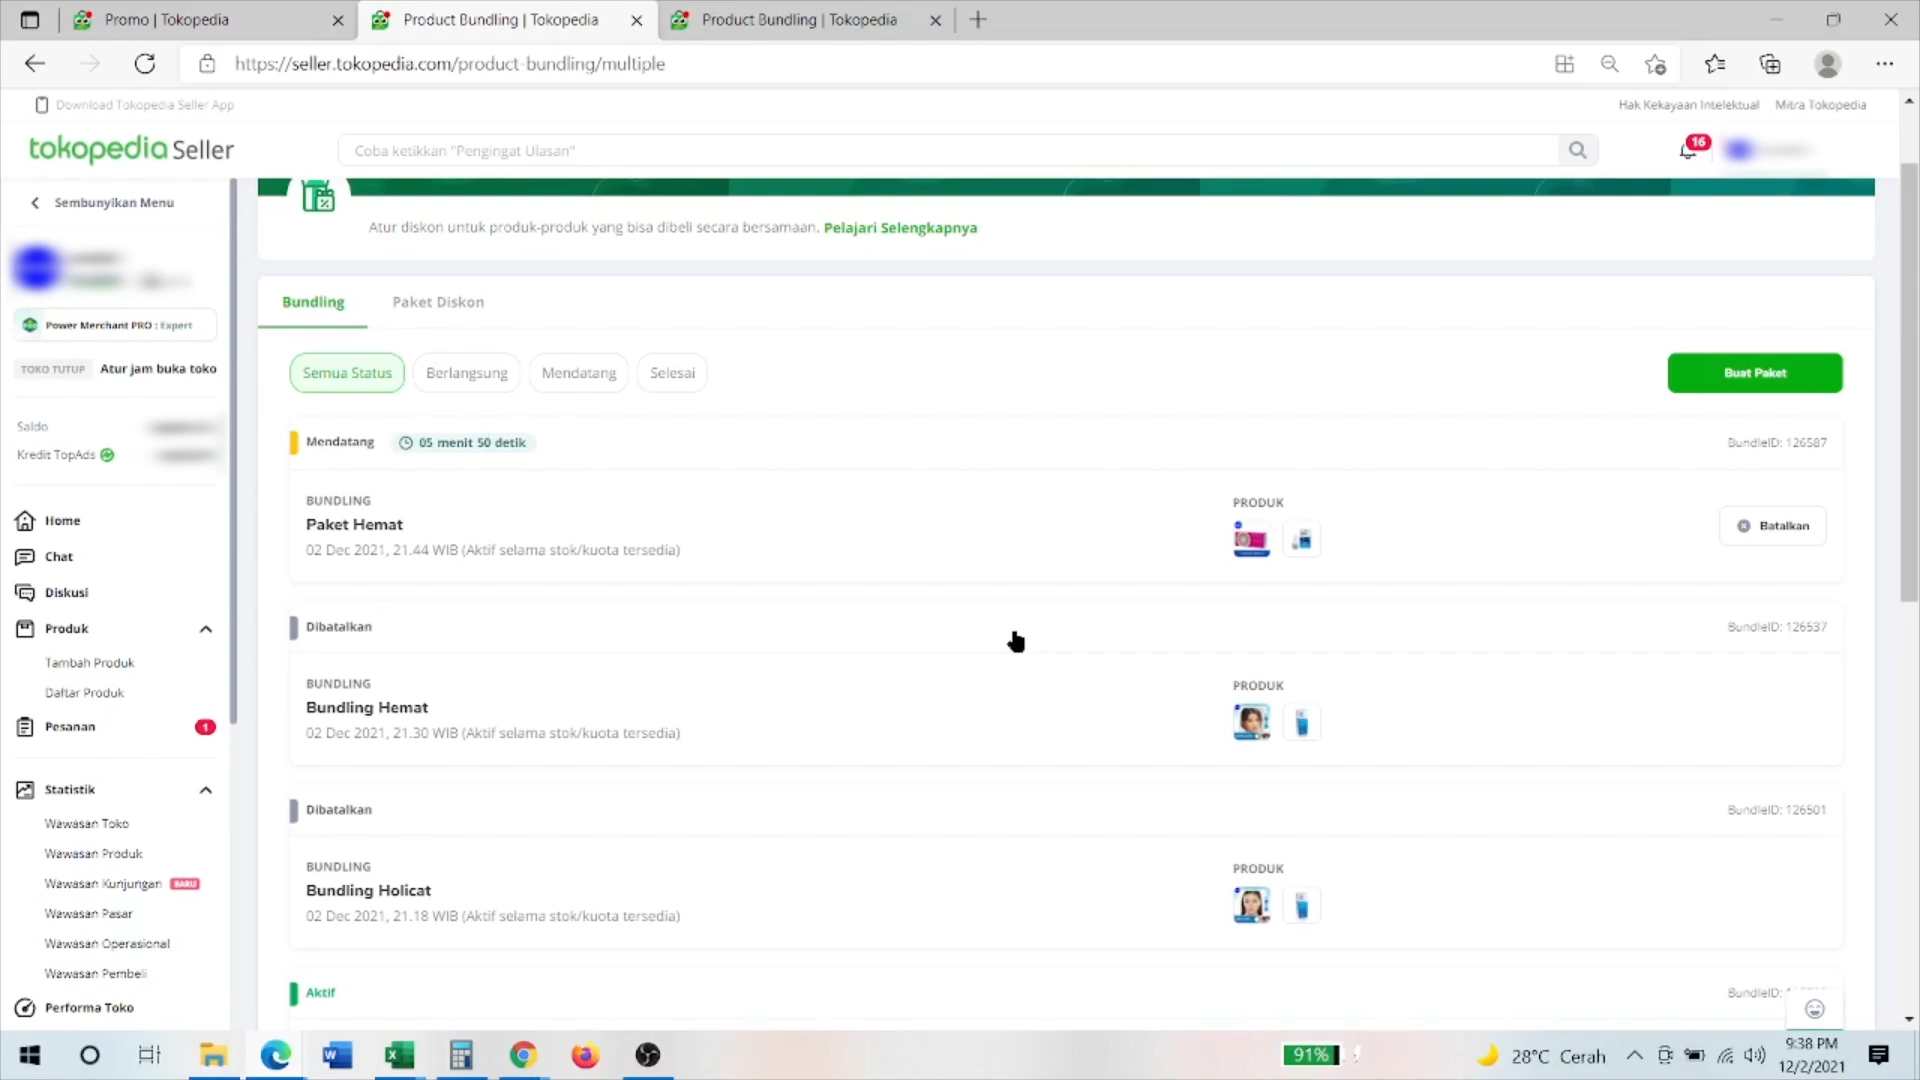 Promo | Tokopedia
Product Bundling | Tokopedia
Product Bundling | Tokopedia
https://seller.tokopedia.com/product-bundling/multiple
Download Tokopedia Seller App
Hak Kekayaan Intelektual Mitra Tokopedia
tokopedia Seller
Coba ketikkan "Pengingat Ulasan"
16
Sembunyikan Menu
Atur diskon untuk produk-produk yang bisa dibeli secara bersamaan. Pelajari Selengkapnya
Power Merchant PRO : Expert
TOKO TUTUP Atur jam buka toko
Saldo
Kredit TopAds
Home
Chat
Diskusi
Produk
Tambah Produk
Daftar Produk
Pesanan 1
Statistik
Wawasan Toko
Wawasan Produk
Wawasan Kunjungan BARU
Wawasan Pasar
Wawasan Operasional
Wawasan Pembeli
Performa Toko
Bundling Paket Diskon
Semua Status Berlangsung Mendatang Selesai
Buat Paket
Mendatang 05 menit 50 detik BundleID: 126587
BUNDLING
Paket Hemat
02 Dec 2021, 21.44 WIB (Aktif selama stok/kuota tersedia)
PRODUK
Batalkan
Dibatalkan BundleID: 126537
BUNDLING
Bundling Hemat
02 Dec 2021, 21.30 WIB (Aktif selama stok/kuota tersedia)
PRODUK
Dibatalkan BundleID: 126501
BUNDLING
Bundling Holicat
02 Dec 2021, 21.18 WIB (Aktif selama stok/kuota tersedia)
PRODUK
Aktif BundleID:
91%
28°C Cerah
9:38 PM
12/2/2021